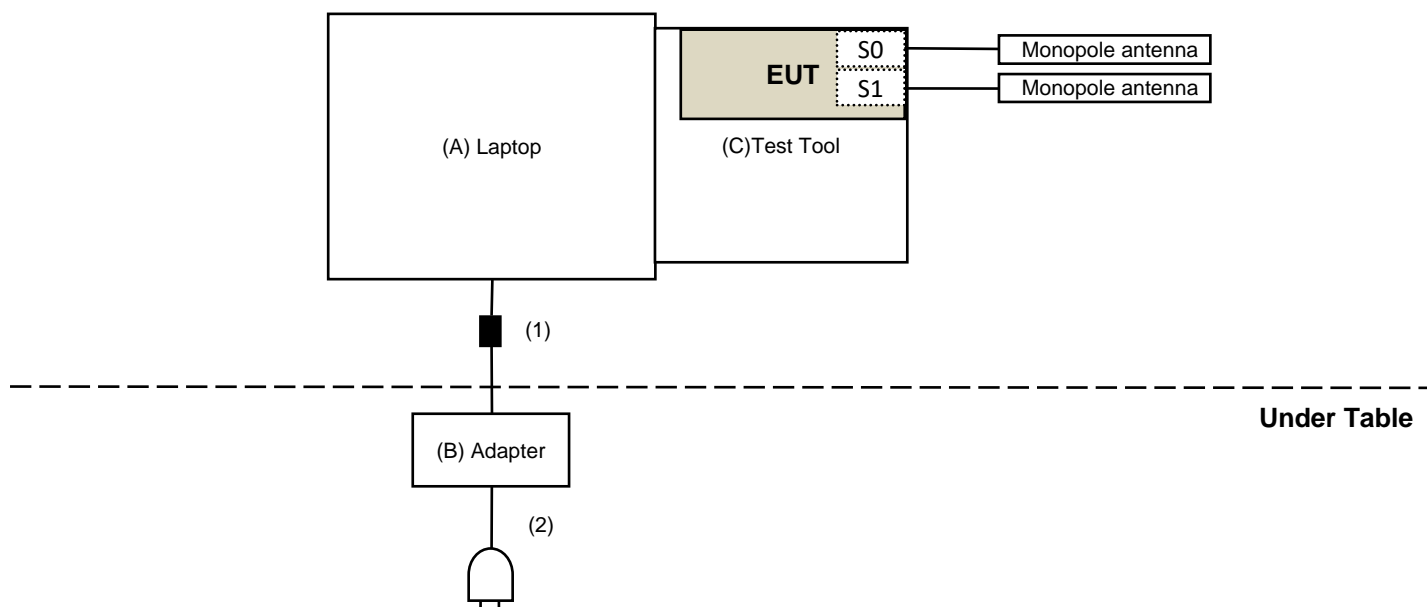 S0
Monopole antenna
EUT
S1
Monopole antenna
(A) Laptop
(C)Test Tool
(1)
Under Table
(B) Adapter
(2)